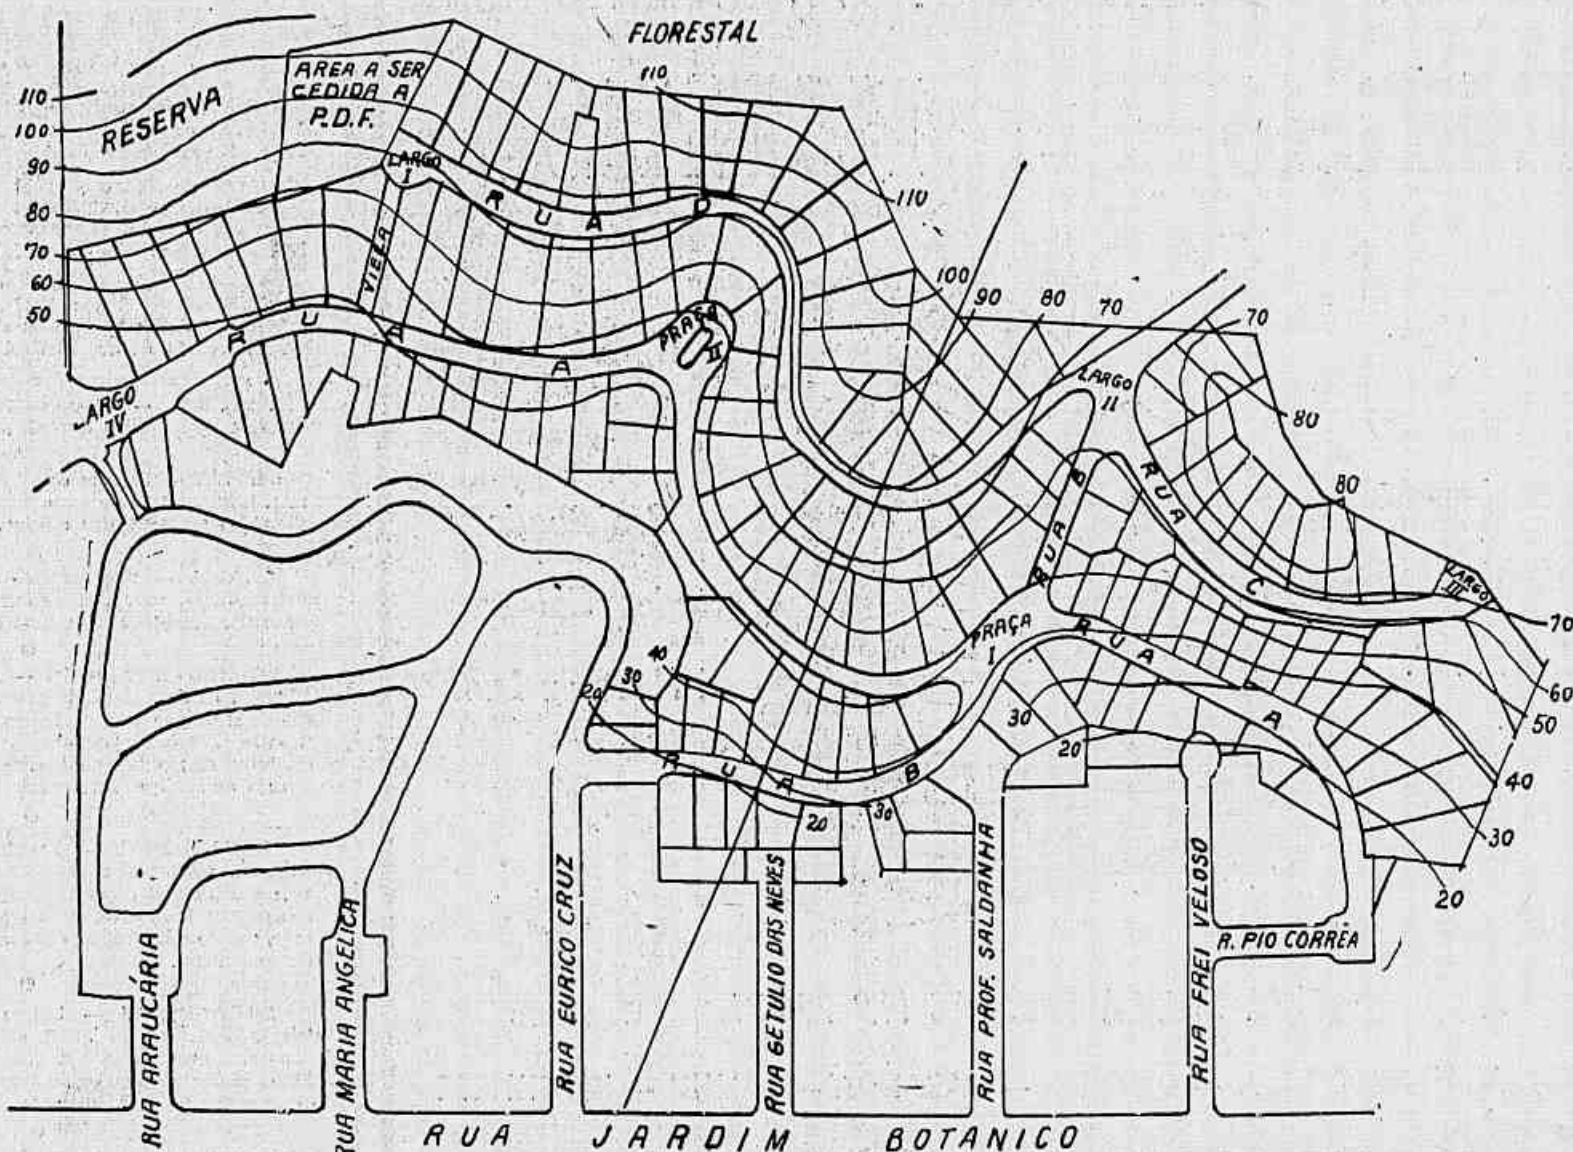 FLORESTAL
AREA A SER
CEDIDA A
P.D.F.
RESERVA
110
100
90
80
70
60
50
110
LARGO
I
RUA D
VIELA
110
100
90
80
70
70
80
80
PRAÇA
II
RUA A
LARGO
II
LARGO
IV
RUA B
RUA C
LARGO
III
70
60
50
40
30
20
PRAÇA
I
RUA A
40
30
20
30
20
RUA B
20
30
RUA ARAUCÁRIA
RUA MARIA ANGELICA
RUA EURICO CRUZ
RUA GETULIO DAS NEVES
RUA PROF. SALDANHA
RUA FREI VELOSO
R. PIO CORRÊA
RUA JARDIM BOTANICO